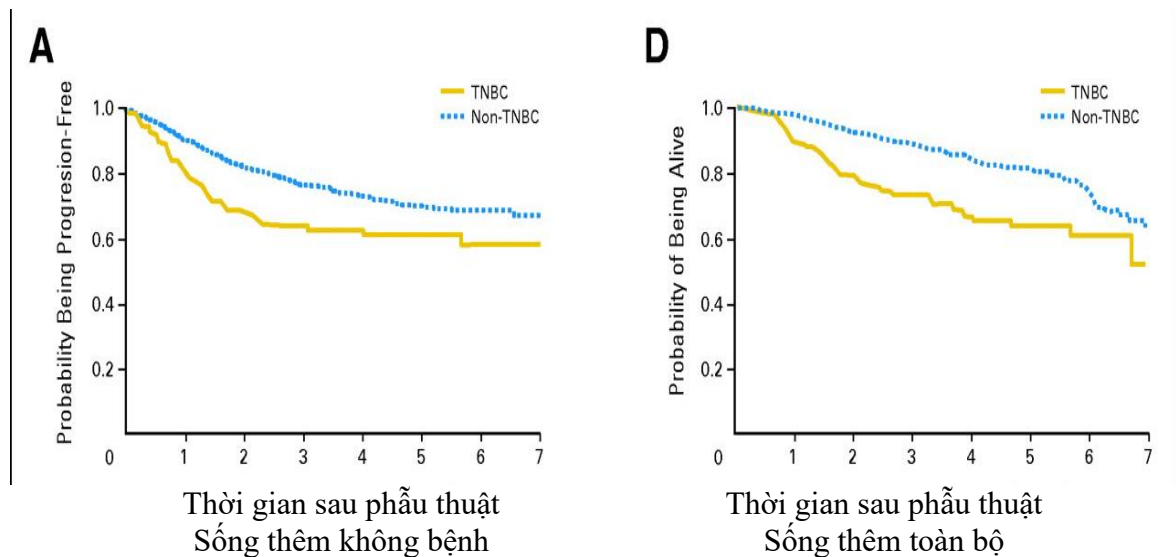 A
Probability Being Progresion-Free
1.0
0.8
0.6
0.4
0.2
0 1 2 3 4 5 6 7
TNBC
Non-TNBC
Thời gian sau phẫu thuật
Sống thêm không bệnh
D
Probability of Being Alive
1.0
0.8
0.6
0.4
0.2
0 1 2 3 4 5 6 7
TNBC
Non-TNBC
Thời gian sau phẫu thuật
Sống thêm toàn bộ